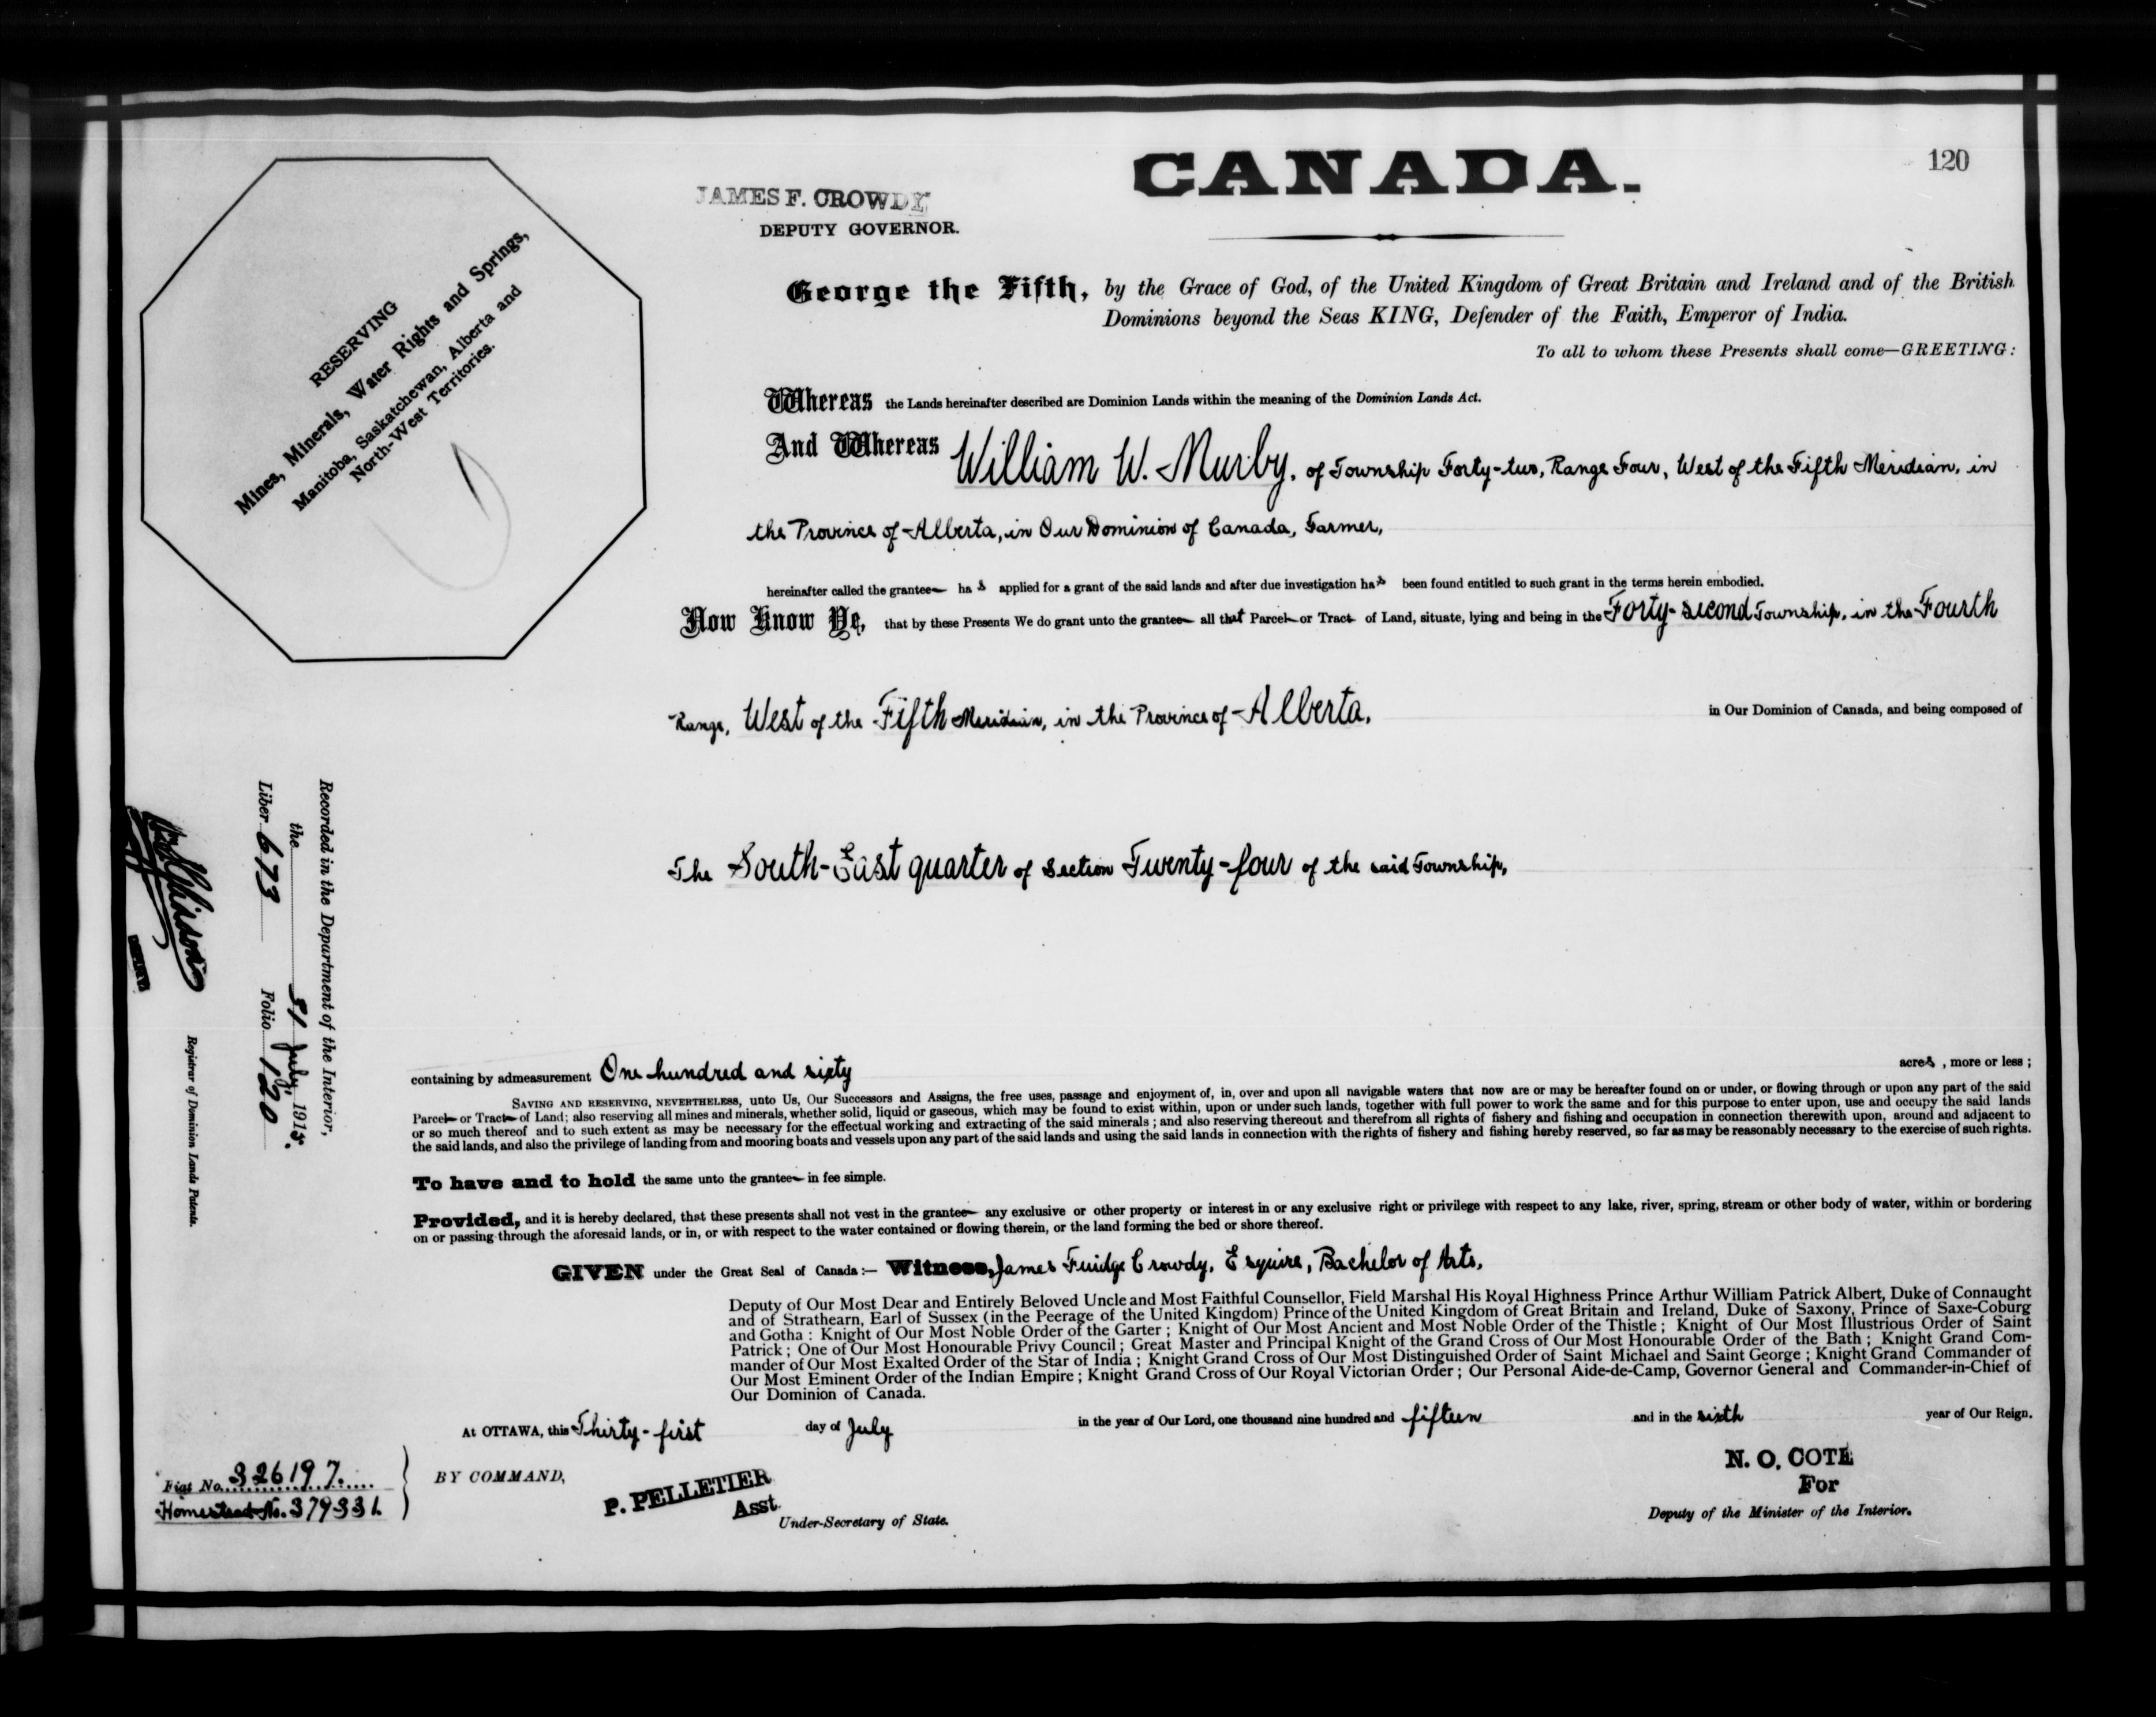 120
CANADA.
JAMES F. CROWDY
DEPUTY GOVERNOR.
RESERVING
Mines, Minerals, Water Rights and Springs,
Manitoba, Saskatchewan, Alberta and
North-West Territories.
George the Fifth, by the Grace of God, of the United Kingdom of Great Britain and Ireland and of the British
Dominions beyond the Seas KING, Defender of the Faith, Emperor of India.
To all to whom these Presents shall come—GREETING:
Whereas the Lands hereinafter described are Dominion Lands within the meaning of the Dominion Lands Act.
And Whereas William W. Murby, of Township Forty-two, Range Four, West of the Fifth Meridian, in
the Province of Alberta, in Our Dominion of Canada, Farmer,
hereinafter called the grantee has applied for a grant of the said lands and after due investigation has been found entitled to such grant in the terms herein embodied.
Now Know Ye, that by these Presents We do grant unto the grantee all that Parcel or Tract of Land, situate, lying and being in the Forty-second Township, in the Fourth
Range, West of the Fifth Meridian, in the Province of Alberta, in Our Dominion of Canada, and being composed of
The South-East quarter of Section Twenty-four of the said Township,
containing by admeasurement One hundred and sixty acres, more or less;
SAVING AND RESERVING, NEVERTHELESS, unto Us, Our Successors and Assigns, the free uses, passage and enjoyment of, in, over and upon all navigable waters that now are or may be hereafter found on or under, or flowing through or upon any part of the said
Parcel or Tract of Land; also reserving all mines and minerals, whether solid, liquid or gaseous, which may be found to exist within, upon or under such lands, together with full power to work the same and for this purpose to enter upon, use and occupy the said lands
or so much thereof and to such extent as may be necessary for the effectual working and extracting of the said minerals; and also reserving thereout and therefrom all rights of fishery and fishing and occupation in connection therewith upon, around and adjacent to
the said lands, and also the privilege of landing from and mooring boats and vessels upon any part of the said lands and using the said lands in connection with the rights of fishery and fishing hereby reserved, so far as may be reasonably necessary to the exercise of such rights.
To have and to hold the same unto the grantee in fee simple.
Provided, and it is hereby declared, that these presents shall not vest in the grantee any exclusive or other property or interest in or any exclusive right or privilege with respect to any lake, river, spring, stream or other body of water, within or bordering
on or passing through the aforesaid lands, or in, or with respect to the water contained or flowing therein, or the land forming the bed or shore thereof.
GIVEN under the Great Seal of Canada:— Witness, James Fuidge Crowdy, Esquire, Bachelor of Arts,
Deputy of Our Most Dear and Entirely Beloved Uncle and Most Faithful Counsellor, Field Marshal His Royal Highness Prince Arthur William Patrick Albert, Duke of Connaught
and of Strathearn, Earl of Sussex (in the Peerage of the United Kingdom) Prince of the United Kingdom of Great Britain and Ireland, Duke of Saxony, Prince of Saxe-Coburg
and Gotha: Knight of Our Most Noble Order of the Garter; Knight of Our Most Ancient and Most Noble Order of the Thistle; Knight of Our Most Illustrious Order of Saint
Patrick; One of Our Most Honourable Privy Council; Great Master and Principal Knight of the Grand Cross of Our Most Honourable Order of the Bath; Knight Grand Com-
mander of Our Most Exalted Order of the Star of India; Knight Grand Cross of Our Most Distinguished Order of Saint Michael and Saint George; Knight Grand Commander of
Our Most Eminent Order of the Indian Empire; Knight Grand Cross of Our Royal Victorian Order; Our Personal Aide-de-Camp, Governor General and Commander-in-Chief of
Our Dominion of Canada.
At OTTAWA, this Thirty-first day of July in the year of Our Lord, one thousand nine hundred and fifteen and in the sixth year of Our Reign.
BY COMMAND,
P. PELLETIER
Asst.
Under-Secretary of State.
N. O. COTE
For
Deputy of the Minister of the Interior.
Fiat No. 326197.
Homestead No. 379331.
Recorded in the Department of the Interior,
the 31 July, 1915.
Liber 673 Folio 120
DEPUTY
Registrar of Dominion Lands Patents.